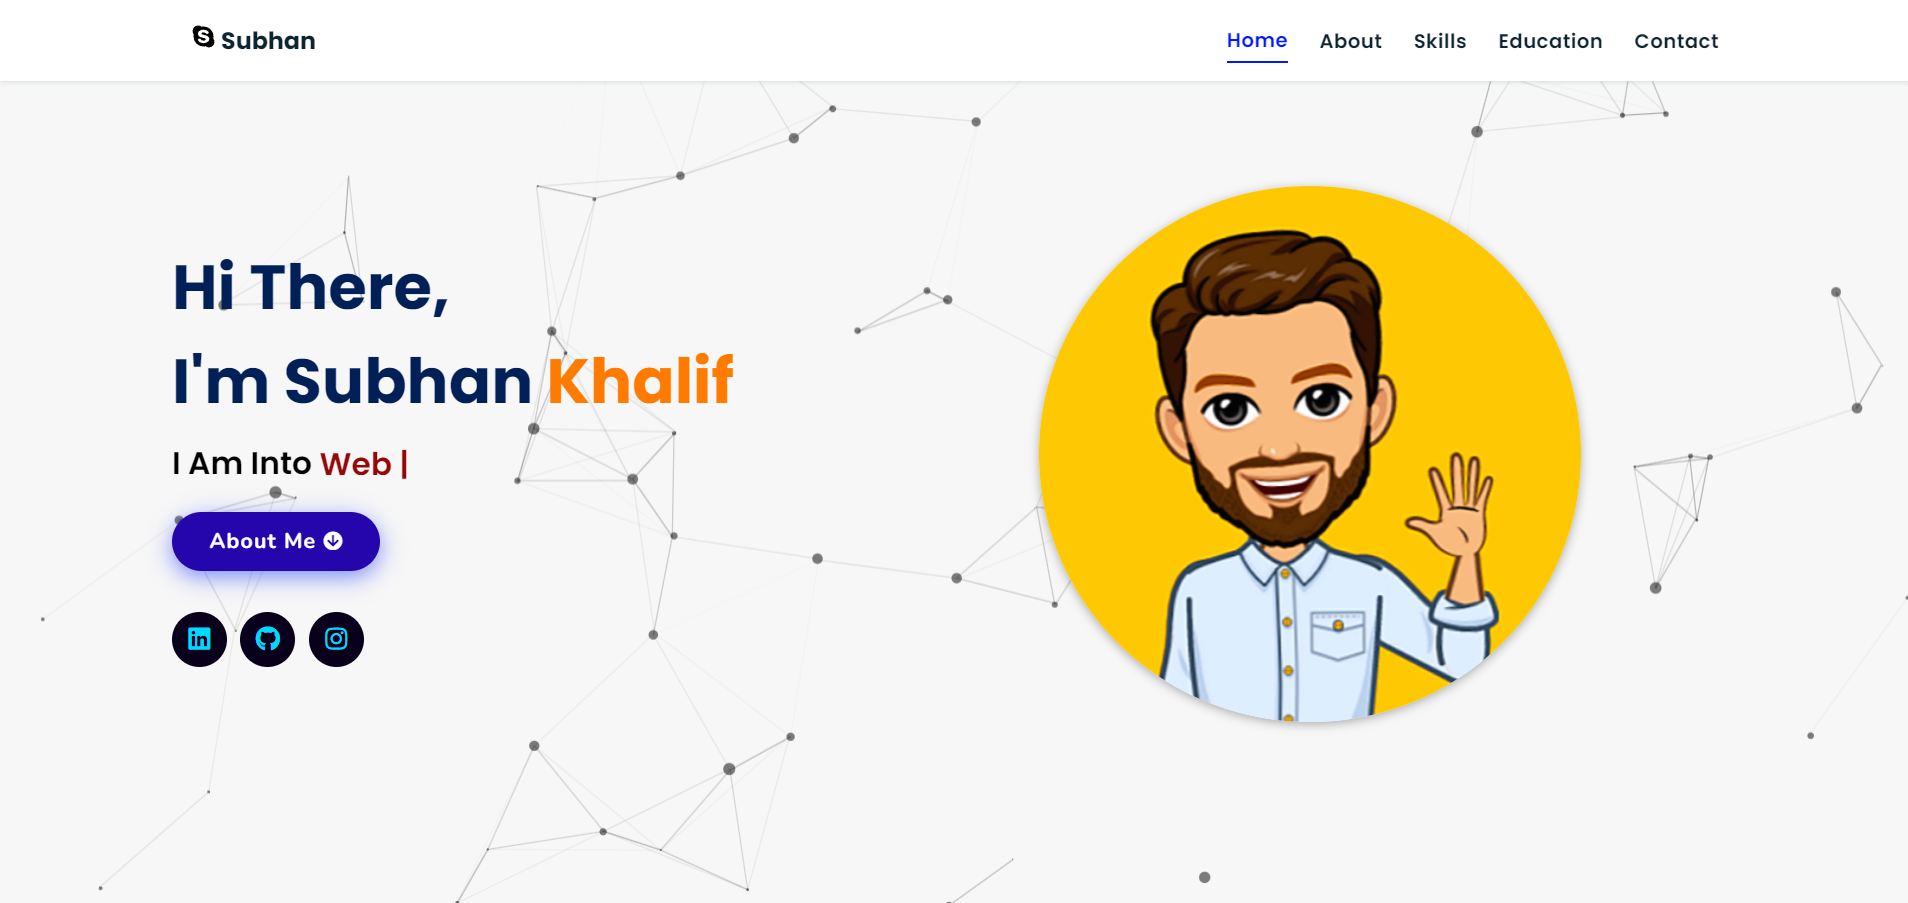 Subhan
Home About Skills Education Contact
Hi There,
I'm Subhan Khalif
I Am Into Web |
About Me